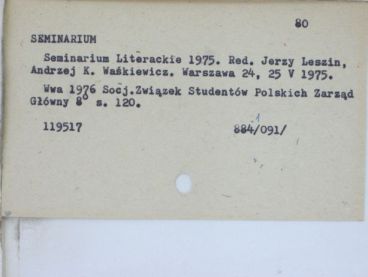 80
SEMINARIUM
Seminarium Literackie 1975. Red. Jerzy Leszin,
Andrzej K. Waśkiewicz. Warszawa 24, 25 V 1975.
Wwa 1976 Socj.Związek Studentów Polskich Zarząd
Główny 8° s. 120.
1
119517 884/091/